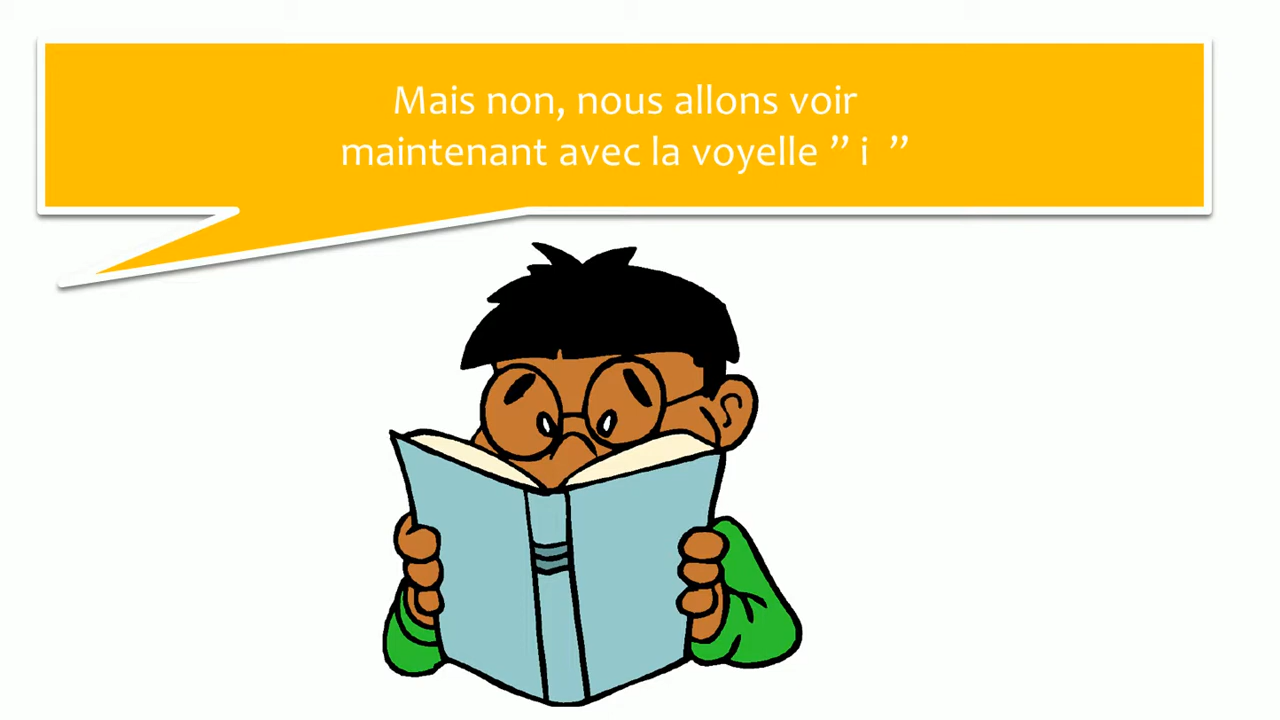 Mais non, nous allons voir
maintenant avec la voyelle ” i ”